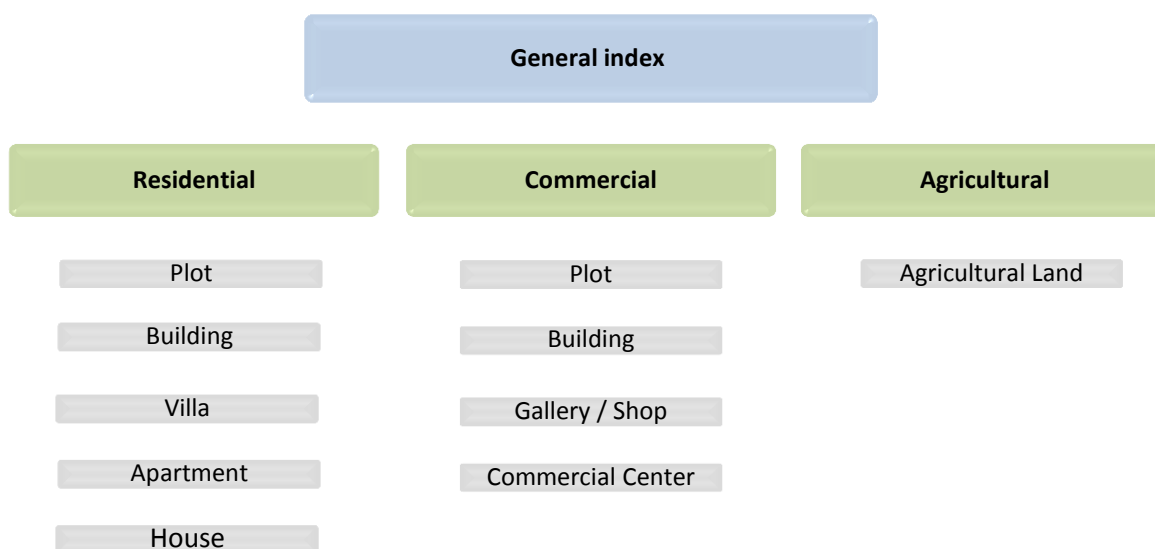 General index
Residential
Commercial
Agricultural
Plot
Plot
Agricultural Land
Building
Building
Villa
Gallery / Shop
Apartment
Commercial Center
House